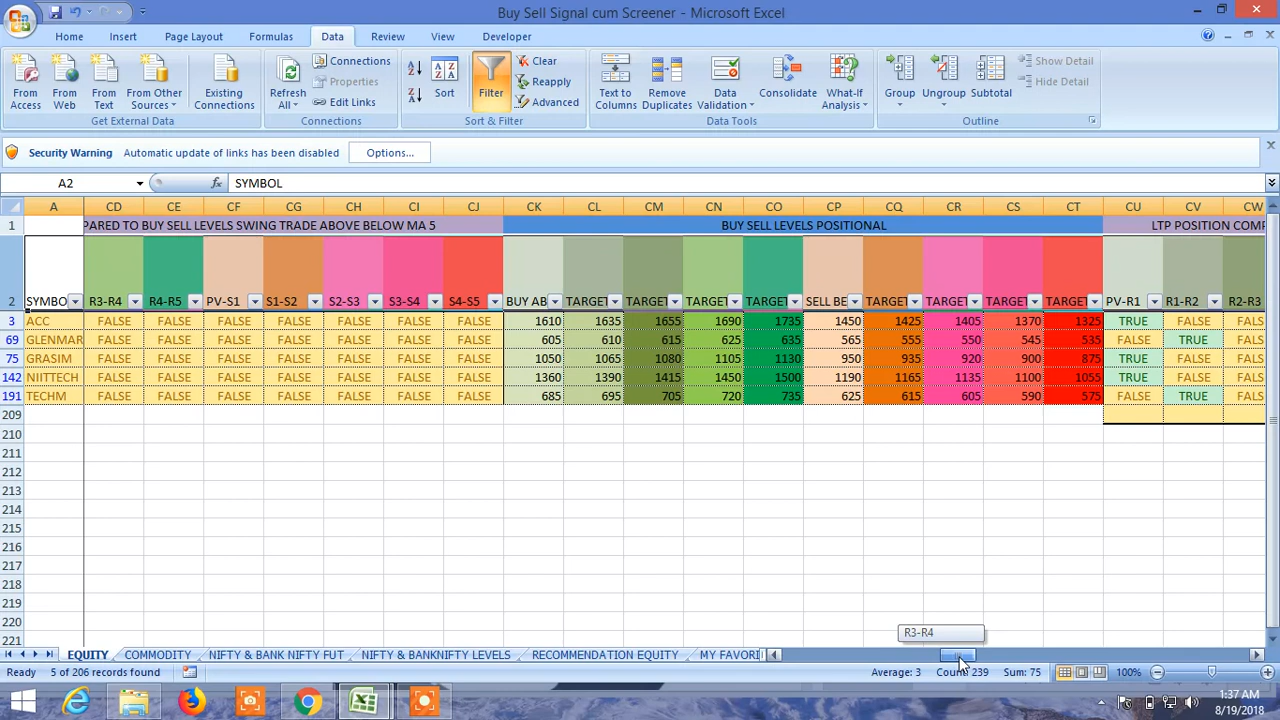 Buy Sell Signal cum Screener - Microsoft Excel
Home Insert Page Layout Formulas Data Review View Developer
From Access
From Web
From Text
From Other Sources
Existing Connections
Get External Data
Refresh All
Connections
Properties
Edit Links
Connections
Sort
Filter
Clear
Reapply
Advanced
Sort & Filter
Text to Columns
Remove Duplicates
Data Validation
Consolidate
What-If Analysis
Data Tools
Group
Ungroup
Subtotal
Show Detail
Hide Detail
Outline
Security Warning Automatic update of links has been disabled Options...
A2 fx SYMBOL
A CD CE CF CG CH CI CJ CK CL CM CN CO CP CQ CR CS CT CU CV CW
1 PARED TO BUY SELL LEVELS SWING TRADE ABOVE BELOW MA 5 BUY SELL LEVELS POSITIONAL LTP POSITION COMP
2 SYMBO R3-R4 R4-R5 PV-S1 S1-S2 S2-S3 S3-S4 S4-S5 BUY AB TARGET TARGET TARGET TARGET SELL BE TARGET TARGET TARGET TARGET PV-R1 R1-R2 R2-R3
3 ACC FALSE FALSE FALSE FALSE FALSE FALSE FALSE 1610 1635 1655 1690 1735 1450 1425 1405 1370 1325 TRUE FALSE FALS
69 GLENMAR FALSE FALSE FALSE FALSE FALSE FALSE FALSE 605 610 615 625 635 565 555 550 545 535 FALSE TRUE FALS
75 GRASIM FALSE FALSE FALSE FALSE FALSE FALSE FALSE 1050 1065 1080 1105 1130 950 935 920 900 875 TRUE FALSE FALS
142 NIITTECH FALSE FALSE FALSE FALSE FALSE FALSE FALSE 1360 1390 1415 1450 1500 1190 1165 1135 1100 1055 TRUE FALSE FALS
191 TECHM FALSE FALSE FALSE FALSE FALSE FALSE FALSE 685 695 705 720 735 625 615 605 590 575 FALSE TRUE FALS
209
210
211
212
213
214
215
216
217
218
219
220
221
R3-R4
EQUITY COMMODITY NIFTY & BANK NIFTY FUT NIFTY & BANKNIFTY LEVELS RECOMMENDATION EQUITY MY FAVORI
Ready 5 of 206 records found Average: 3 Count: 239 Sum: 75 100%
1:37 AM
8/19/2018